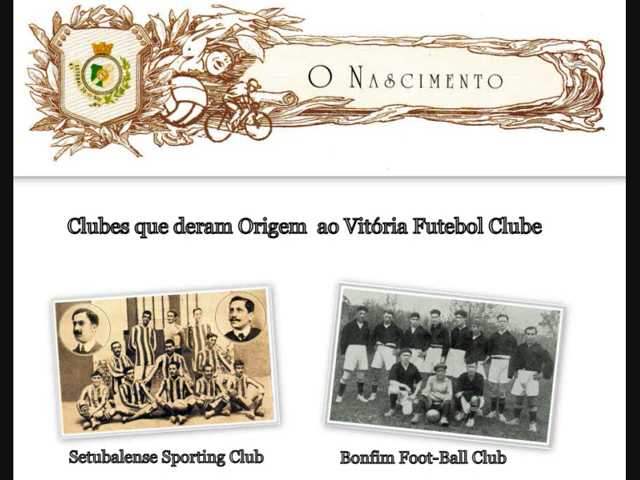 O Nascimento
Clubes que deram Origem ao Vitória Futebol Clube
Setubalense Sporting Club
Bonfim Foot-Ball Club